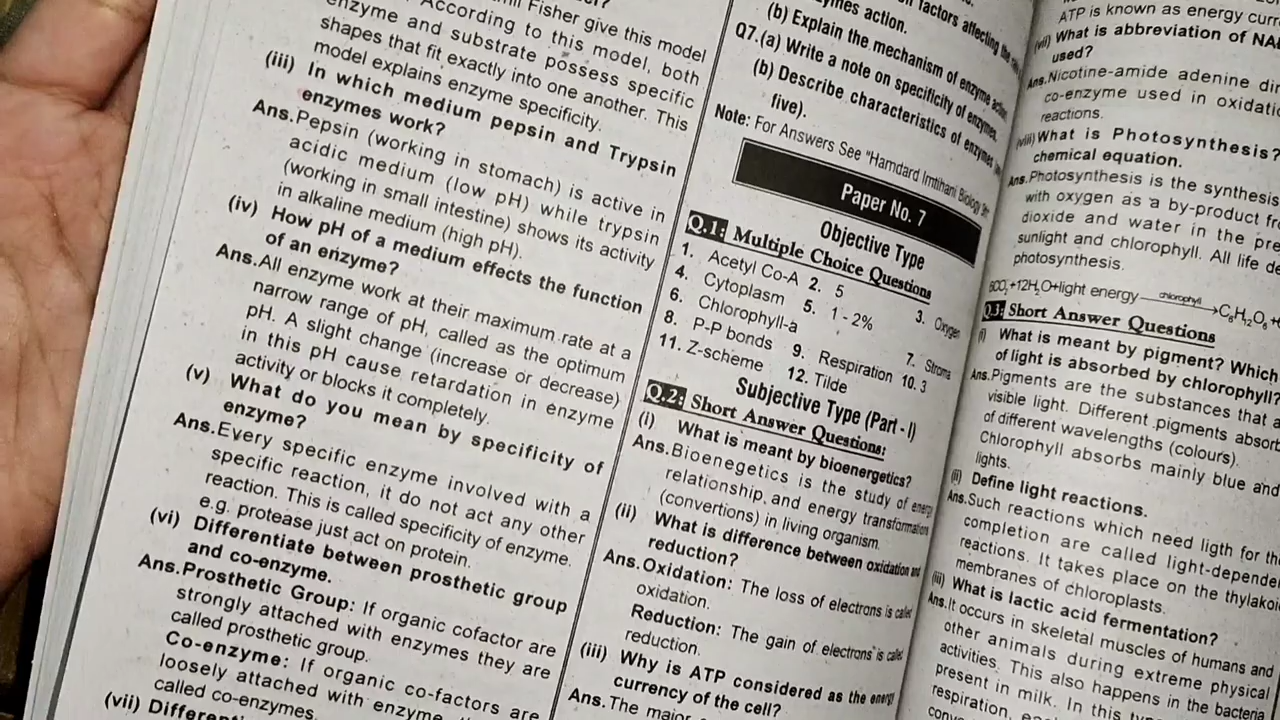 Fisher give this model
According to this model, both
enzyme and substrate possess specific
shapes that fit exactly into one another. This
model explains enzyme specificity.
(iii) In which medium pepsin and Trypsin
enzymes work?
Ans.Pepsin (working in stomach) is active in
acidic medium (low pH) while trypsin
(working in small intestine) shows its activity
in alkaline medium (high pH).
(iv) How pH of a medium effects the function
of an enzyme?
Ans.All enzyme work at their maximum rate at a
narrow range of pH, called as the optimum
pH. A slight change (increase or decrease)
in this pH cause retardation in enzyme
activity or blocks it completely.
(v) What do you mean by specificity of
enzyme?
Ans.Every specific enzyme involved with a
specific reaction, it do not act any other
reaction. This is called specificity of enzyme.
e.g. protease just act on protein.
(vi) Differentiate between prosthetic group
and co-enzyme.
Ans.Prosthetic Group: If organic cofactor are
strongly attached with enzymes they are
called prosthetic group.
Co-enzyme: If organic co-factors are
loosely attached with enzyme
called co-enzymes.
(vii)
factors affecting the
action.
(b) Explain the mechanism of enzyme action
Q7.(a) Write a note on specificity of enzymes.
(b) Describe characteristics of enzymes
five).
Note: For Answers See "Hamdard Imtihani Biology
Paper No. 7
Objective Type
Q.1: Multiple Choice Questions
1. Acetyl Co-A 2. 5 3. Oxygen
4. Cytoplasm 5. 1 - 2%
6. Chlorophyll-a 7. Stroma
8. P-P bonds 9. Respiration 10. 3
11. Z-scheme 12. Tilde
Subjective Type (Part - I)
Q.2: Short Answer Questions:
(i) What is meant by bioenergetics?
Ans.Bioenegetics is the study of energy
relationship, and energy transformations
(convertions) in living organism.
(ii) What is difference between oxidation and
reduction?
Ans.Oxidation: The loss of electrons is called
oxidation.
Reduction: The gain of electrons is called
reduction.
(iii) Why is ATP considered as the energy
currency of the cell?
Ans.The major
ATP is known as energy
(vii) What is abbreviation of
used?
Ans.Nicotine-amide adenine
co-enzyme used in
reactions.
(viii) What is Photosynthesis?
chemical equation.
Ans.Photosynthesis is the synthesis
with oxygen as a by-product
dioxide and water in the
sunlight and chlorophyll. All life
photosynthesis.
6CO₂+12H₂O+light energy chlorophyll→C₆H₁₂O₆+
Q.3: Short Answer Questions
(i) What is meant by pigment? Which
of light is absorbed by chlorophyll?
Ans.Pigments are the substances that
visible light. Different pigments absorb
of different wavelengths (colours).
Chlorophyll absorbs mainly blue and
lights.
(ii) Define light reactions.
Ans.Such reactions which need ligth for
completion are called
reactions. It takes place on the
membranes of chloroplasts.
(iii) What is lactic acid fermentation?
Ans.It occurs in skeletal muscles of humans and
other animals during extreme physical
activities. This also happens in the bacteria
present in milk. In this
respiration,